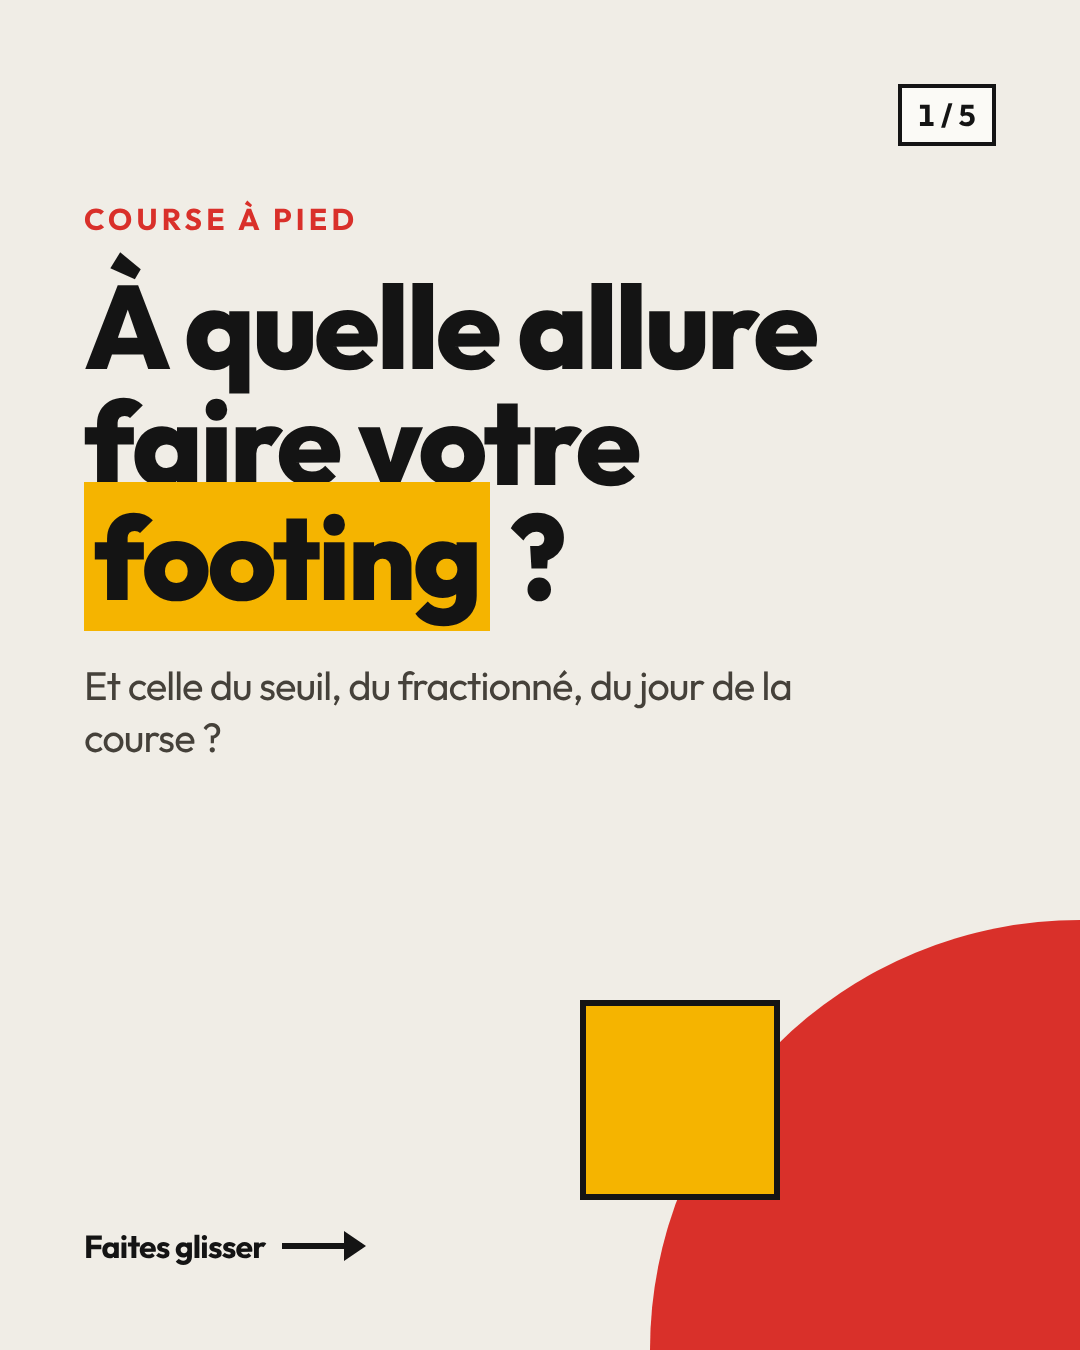 1 / 5
COURSE À PIED
À quelle allure
faire votre
footing ?
Et celle du seuil, du fractionné, du jour de la
course ?
Faites glisser